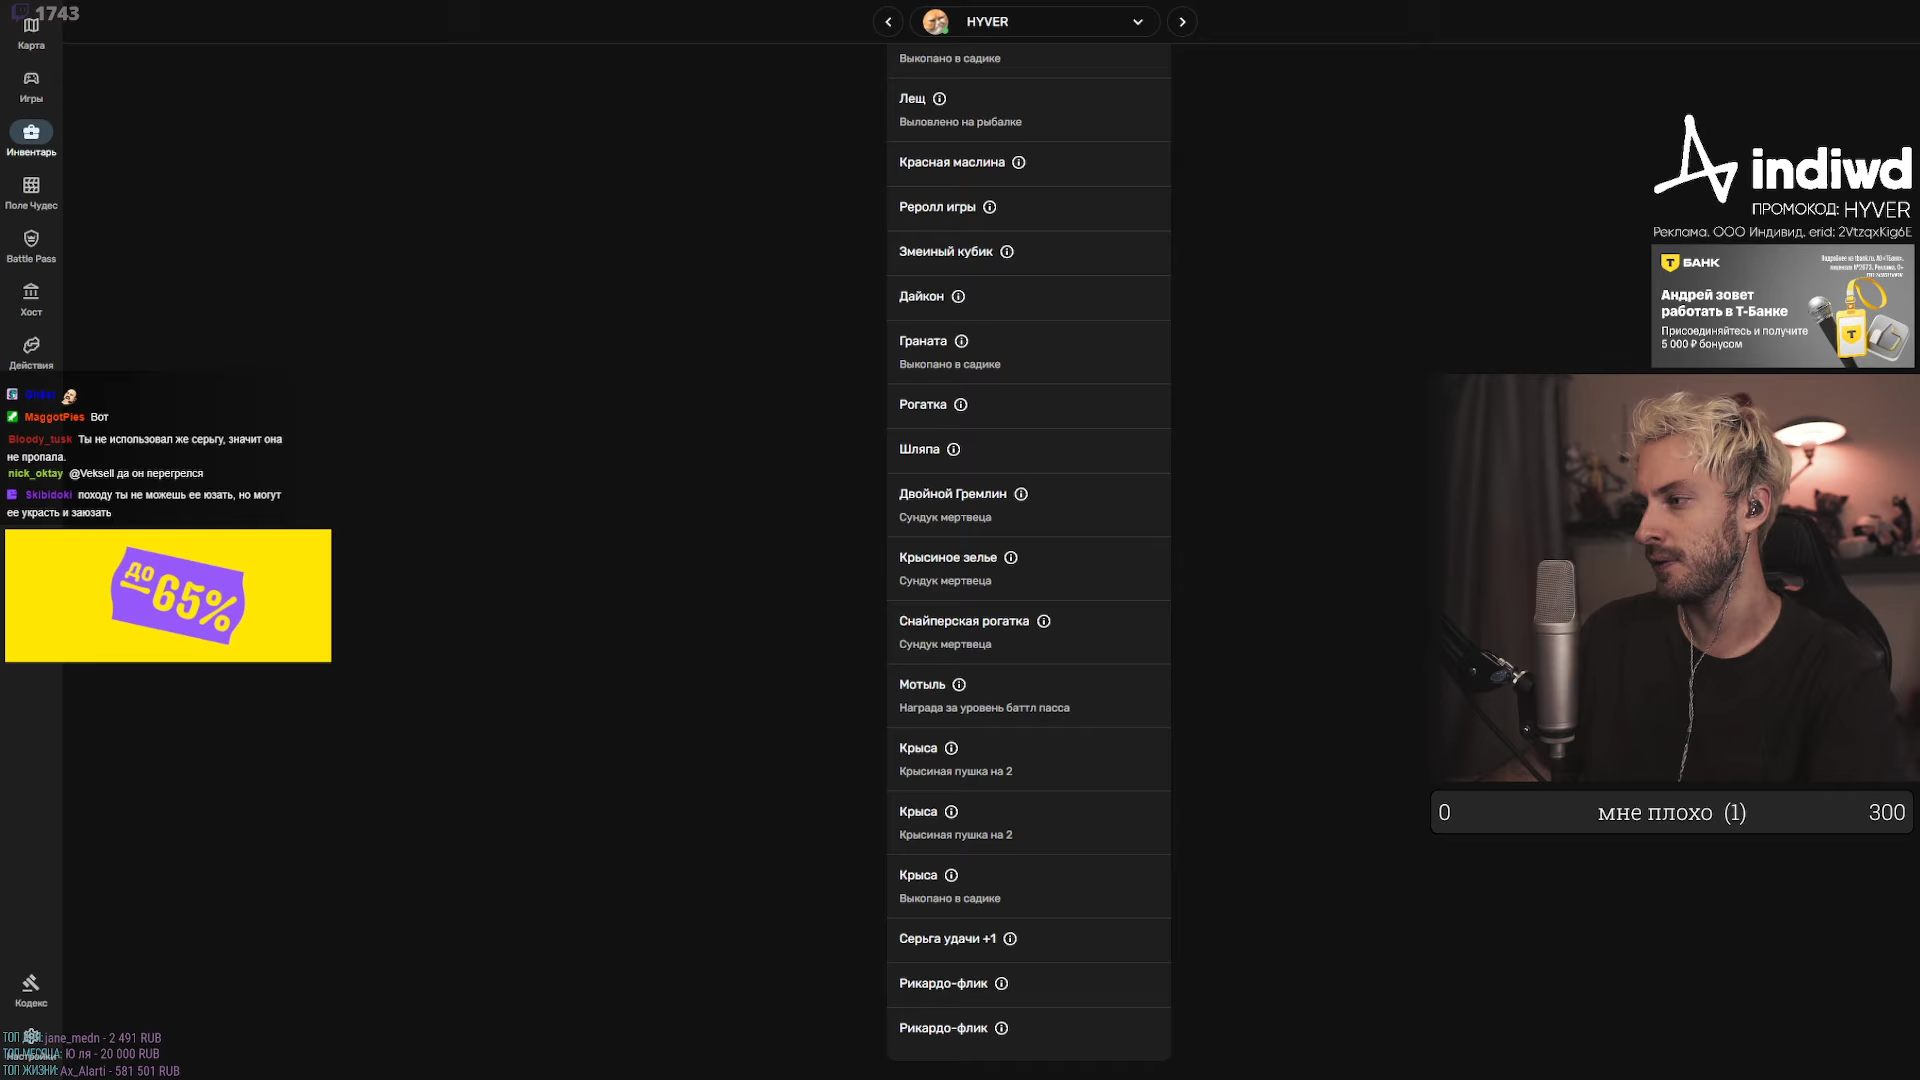 1743
Карта
Игры
Инвентарь
Поле Чудес
Battle Pass
Хост
Действия
HYVER
Выкопано в садике
Лещ
Выловлено на рыбалке
Красная маслина
Реролл игры
Змеиный кубик
Дайкон
Граната
Выкопано в садике
Рогатка
Шляпа
Двойной Гремлин
Сундук мертвеца
Крысиное зелье
Сундук мертвеца
Снайперская рогатка
Сундук мертвеца
Мотыль
Награда за уровень баттл пасса
Крыса
Крысиная пушка на 2
Крыса
Крысиная пушка на 2
Крыса
Выкопано в садике
Серьга удачи +1
Рикардо-флик
Рикардо-флик
MaggotPies Вот
Bloody_tusk Ты не использовал же серьгу, значит она
не пропала.
nick_oktay @Veksell да он перегрелся
Skibidoki походу ты не можешь ее юзать, но могут
ее украсть и заюзать
до
-65%
Кодекс
Настройки
ТОП ДНЯ: jane_medn - 2 491 RUB
ТОП МЕСЯЦА: Ю ля - 20 000 RUB
ТОП ЖИЗНИ: Ax_Alarti - 581 501 RUB
indiwd
ПРОМОКОД: HYVER
Реклама. ООО Индивид. erid: 2VtzqxKig6E
Т БАНК
Андрей зовет
работать в Т-Банке
Присоединяйтесь и получите
5 000 ₽ бонусом
0 мне плохо (1) 300